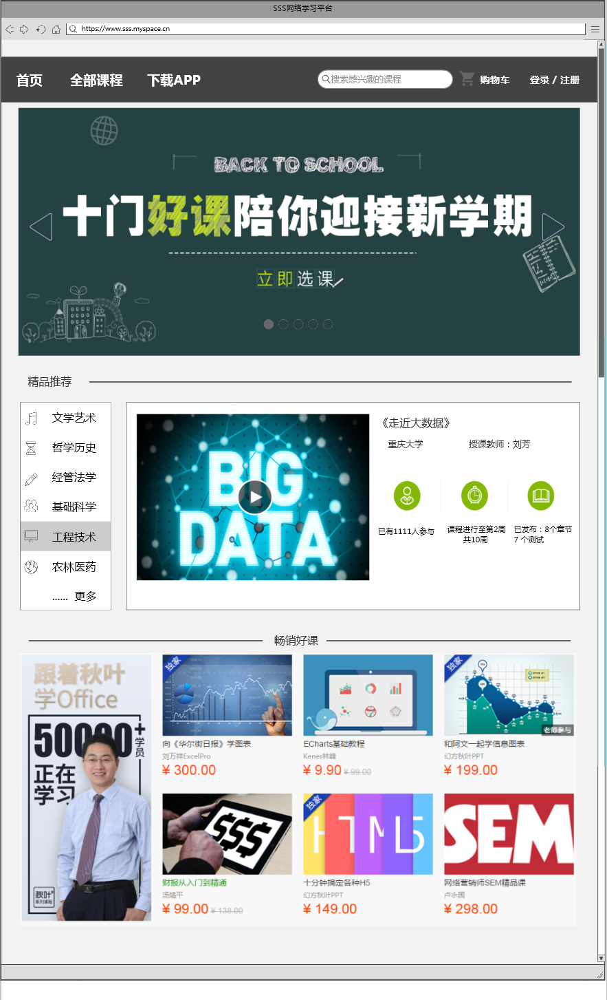 SSS网络学习平台
https://www.sss.myspace.cn
首页 全部课程 下载APP 搜索感兴趣的课程 购物车 登录 / 注册
BACK TO SCHOOL
十门好课陪你迎接新学期
立即选课
精品推荐
文学艺术
哲学历史
经管法学
基础科学
工程技术
农林医药
...... 更多
BIG
DATA
《走近大数据》
重庆大学 授课教师：刘芳
已有1111人参与
课程进行至第2周
共10周
已发布：8个章节
7 个测试
畅销好课
跟着秋叶
学Office
50000+
学员
正在
学习
秋叶
系列课程
独家
向《华尔街日报》学图表
刘万祥ExcelPro
¥ 300.00
ECharts基础教程
Kener林峰
¥ 9.90 ¥ 99.00
独家
老师参与
和阿文一起学信息图表
幻方秋叶PPT
¥ 199.00
$$$
财报从入门到精通
汤嫣平
¥ 99.00 ¥ 138.00
独家
HTML5
十分钟搞定各种H5
幻方秋叶PPT
¥ 149.00
SEM
网络营销师SEM精品课
卢永国
¥ 298.00